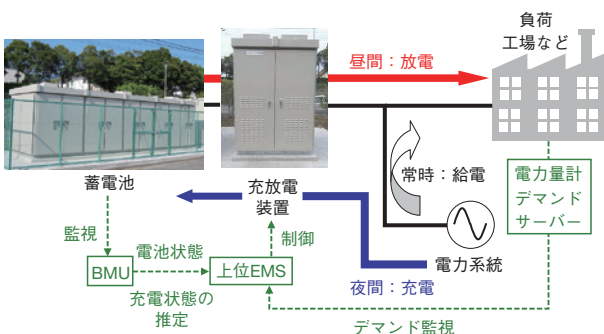 負荷
工場など
昼間：放電
蓄電池
充放電
装置
常時：給電
電力量計
デマンド
サーバー
監視
電池状態
制御
BMU
上位EMS
電力系統
充電状態の
推定
夜間：充電
デマンド監視